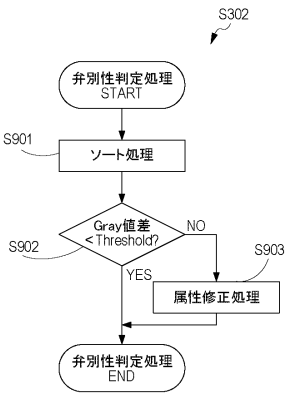 S302
弁別性判定処理
START
S901
ソート処理
Gray値差
< Threshold?
NO
S902
YES
S903
属性修正処理
弁別性判定処理
END